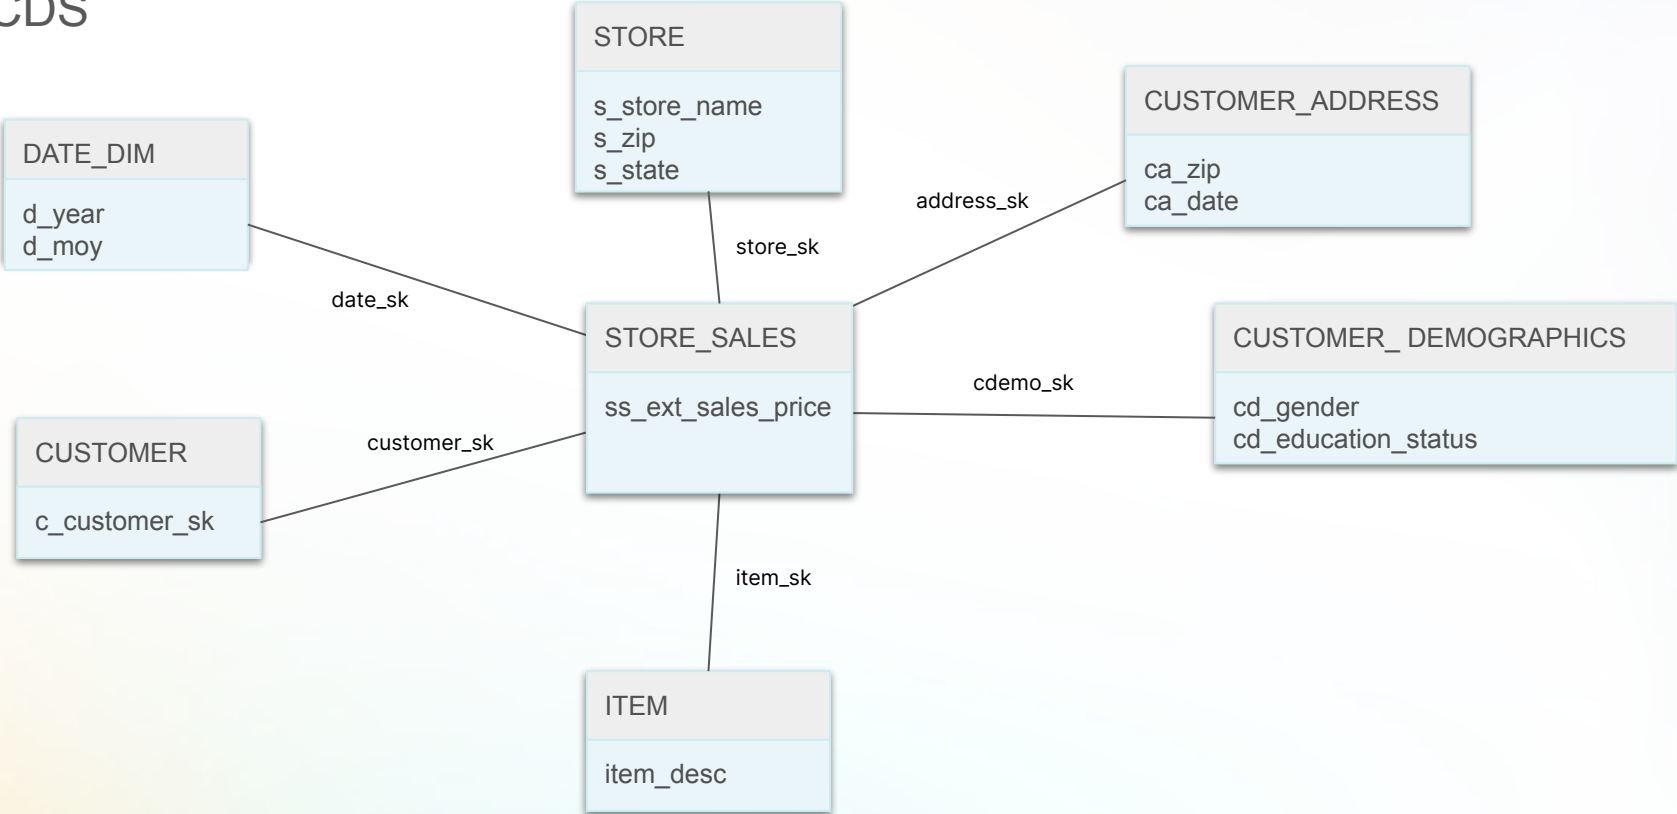 CDS
STORE
s_store_name
s_zip
s_state
CUSTOMER_ADDRESS
ca_zip
ca_date
DATE_DIM
d_year
d_moy
address_sk
store_sk
date_sk
STORE_SALES
ss_ext_sales_price
CUSTOMER_ DEMOGRAPHICS
cd_gender
cd_education_status
cdemo_sk
CUSTOMER
c_customer_sk
customer_sk
item_sk
ITEM
item_desc